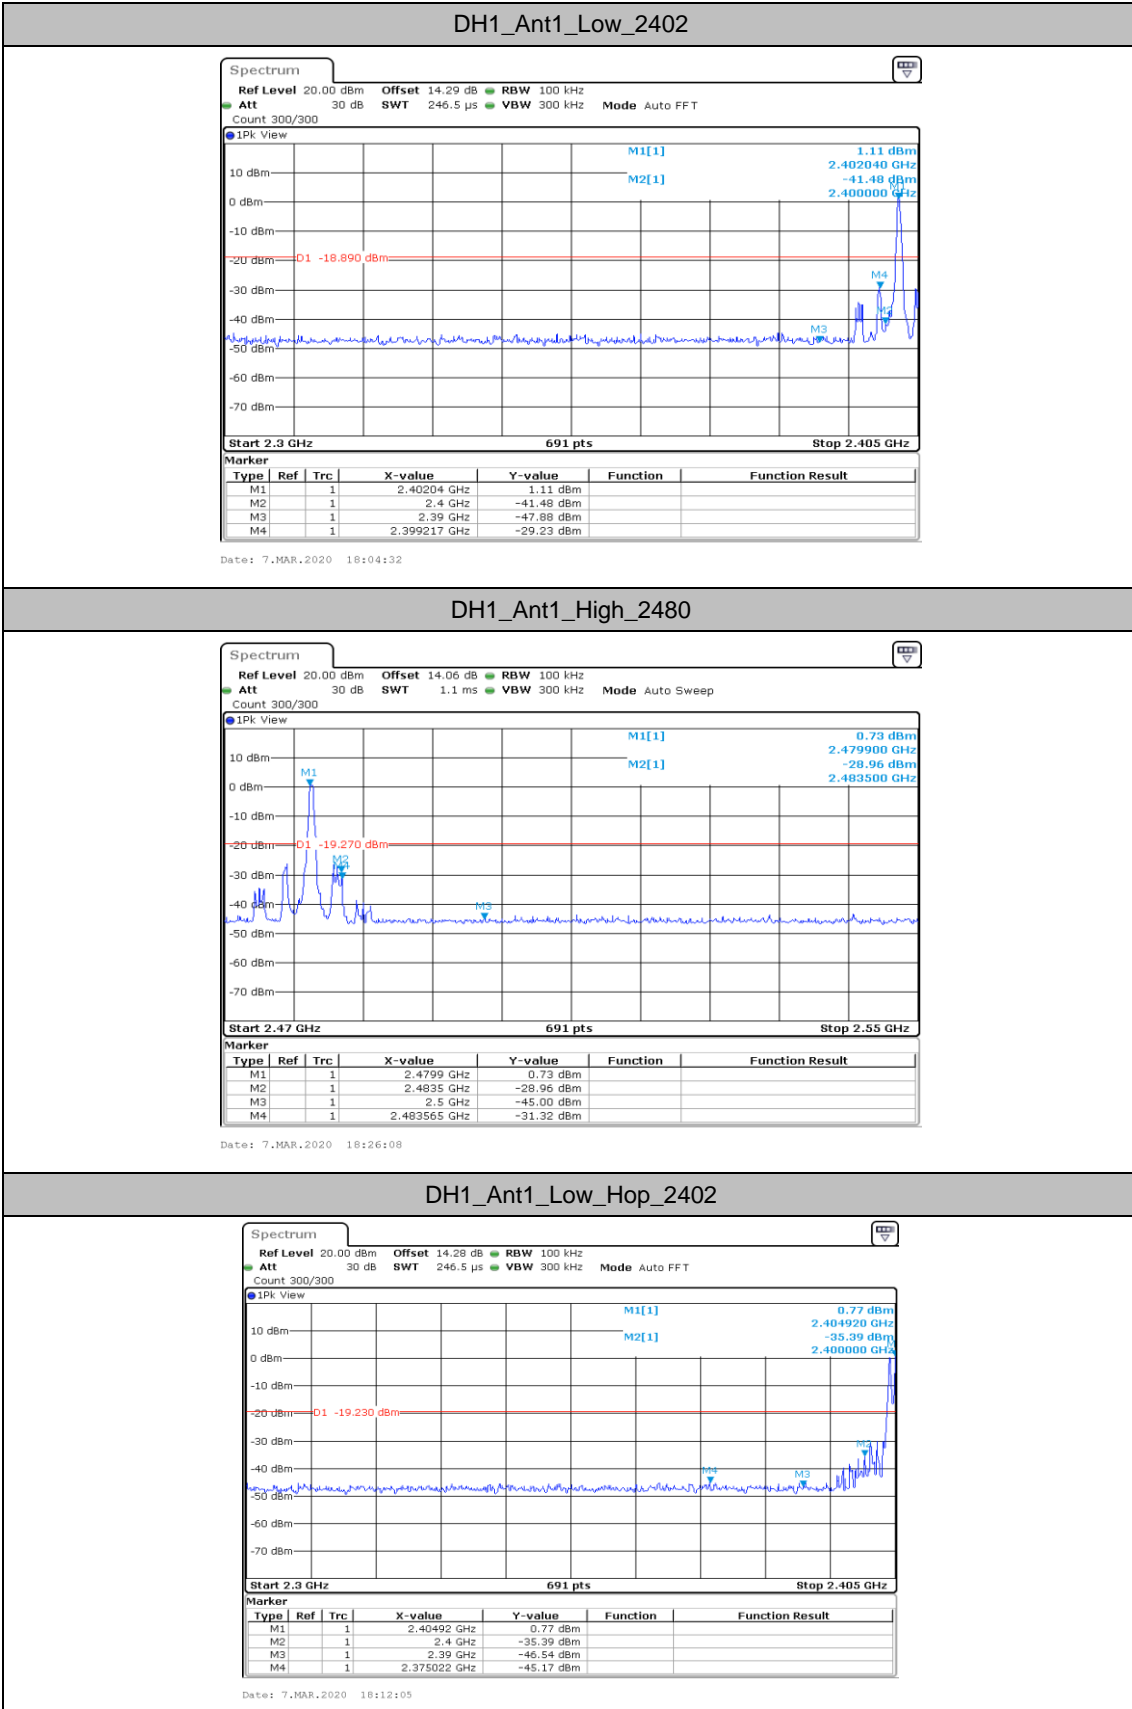 DH1_Ant1_Low_2402
Spectrum
Ref Level 20.00 dBm Offset 14.29 dB RBW 100 kHz
Att 30 dB SWT 246.5 µs VBW 300 kHz Mode Auto FFT
Count 300/300
1Pk View
M1[1] 1.11 dBm
2.402040 GHz
M2[1] -41.48 dBm
2.400000 GHz
10 dBm
0 dBm
-10 dBm
-20 dBm
D1 -18.890 dBm
M4
-30 dBm
-40 dBm
M3
-50 dBm
-60 dBm
-70 dBm
Start 2.3 GHz 691 pts Stop 2.405 GHz
Marker
Type Ref Trc X-value Y-value Function Function Result
M1 1 2.40204 GHz 1.11 dBm
M2 1 2.4 GHz -41.48 dBm
M3 1 2.39 GHz -47.88 dBm
M4 1 2.399217 GHz -29.23 dBm
Date: 7.MAR.2020 18:04:32
DH1_Ant1_High_2480
Spectrum
Ref Level 20.00 dBm Offset 14.06 dB RBW 100 kHz
Att 30 dB SWT 1.1 ms VBW 300 kHz Mode Auto Sweep
Count 300/300
1Pk View
M1[1] 0.73 dBm
2.479900 GHz
M2[1] -28.96 dBm
2.483500 GHz
10 dBm
M1
0 dBm
-10 dBm
-20 dBm
D1 -19.270 dBm
M2
-30 dBm
-40 dBm
M3
-50 dBm
-60 dBm
-70 dBm
Start 2.47 GHz 691 pts Stop 2.55 GHz
Marker
Type Ref Trc X-value Y-value Function Function Result
M1 1 2.4799 GHz 0.73 dBm
M2 1 2.4835 GHz -28.96 dBm
M3 1 2.5 GHz -45.00 dBm
M4 1 2.483565 GHz -31.32 dBm
Date: 7.MAR.2020 18:26:08
DH1_Ant1_Low_Hop_2402
Spectrum
Ref Level 20.00 dBm Offset 14.28 dB RBW 100 kHz
Att 30 dB SWT 246.5 µs VBW 300 kHz Mode Auto FFT
Count 300/300
1Pk View
M1[1] 0.77 dBm
2.404920 GHz
M2[1] -35.39 dBm
2.400000 GHz
10 dBm
0 dBm
-10 dBm
-20 dBm
D1 -19.230 dBm
-30 dBm
M2
-40 dBm
M4
M3
-50 dBm
-60 dBm
-70 dBm
Start 2.3 GHz 691 pts Stop 2.405 GHz
Marker
Type Ref Trc X-value Y-value Function Function Result
M1 1 2.40492 GHz 0.77 dBm
M2 1 2.4 GHz -35.39 dBm
M3 1 2.39 GHz -46.54 dBm
M4 1 2.375022 GHz -45.17 dBm
Date: 7.MAR.2020 18:12:05